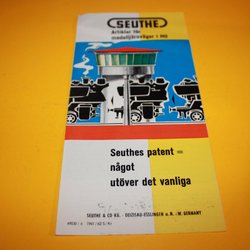 SEUTHE
Artiklar för
modelljärnvägar i H0
Seuthes patent —
något
utöver det vanliga
SEUTHE & CO KG. - DEIZISAU-ESSLINGEN a. N. - W. GERMANY